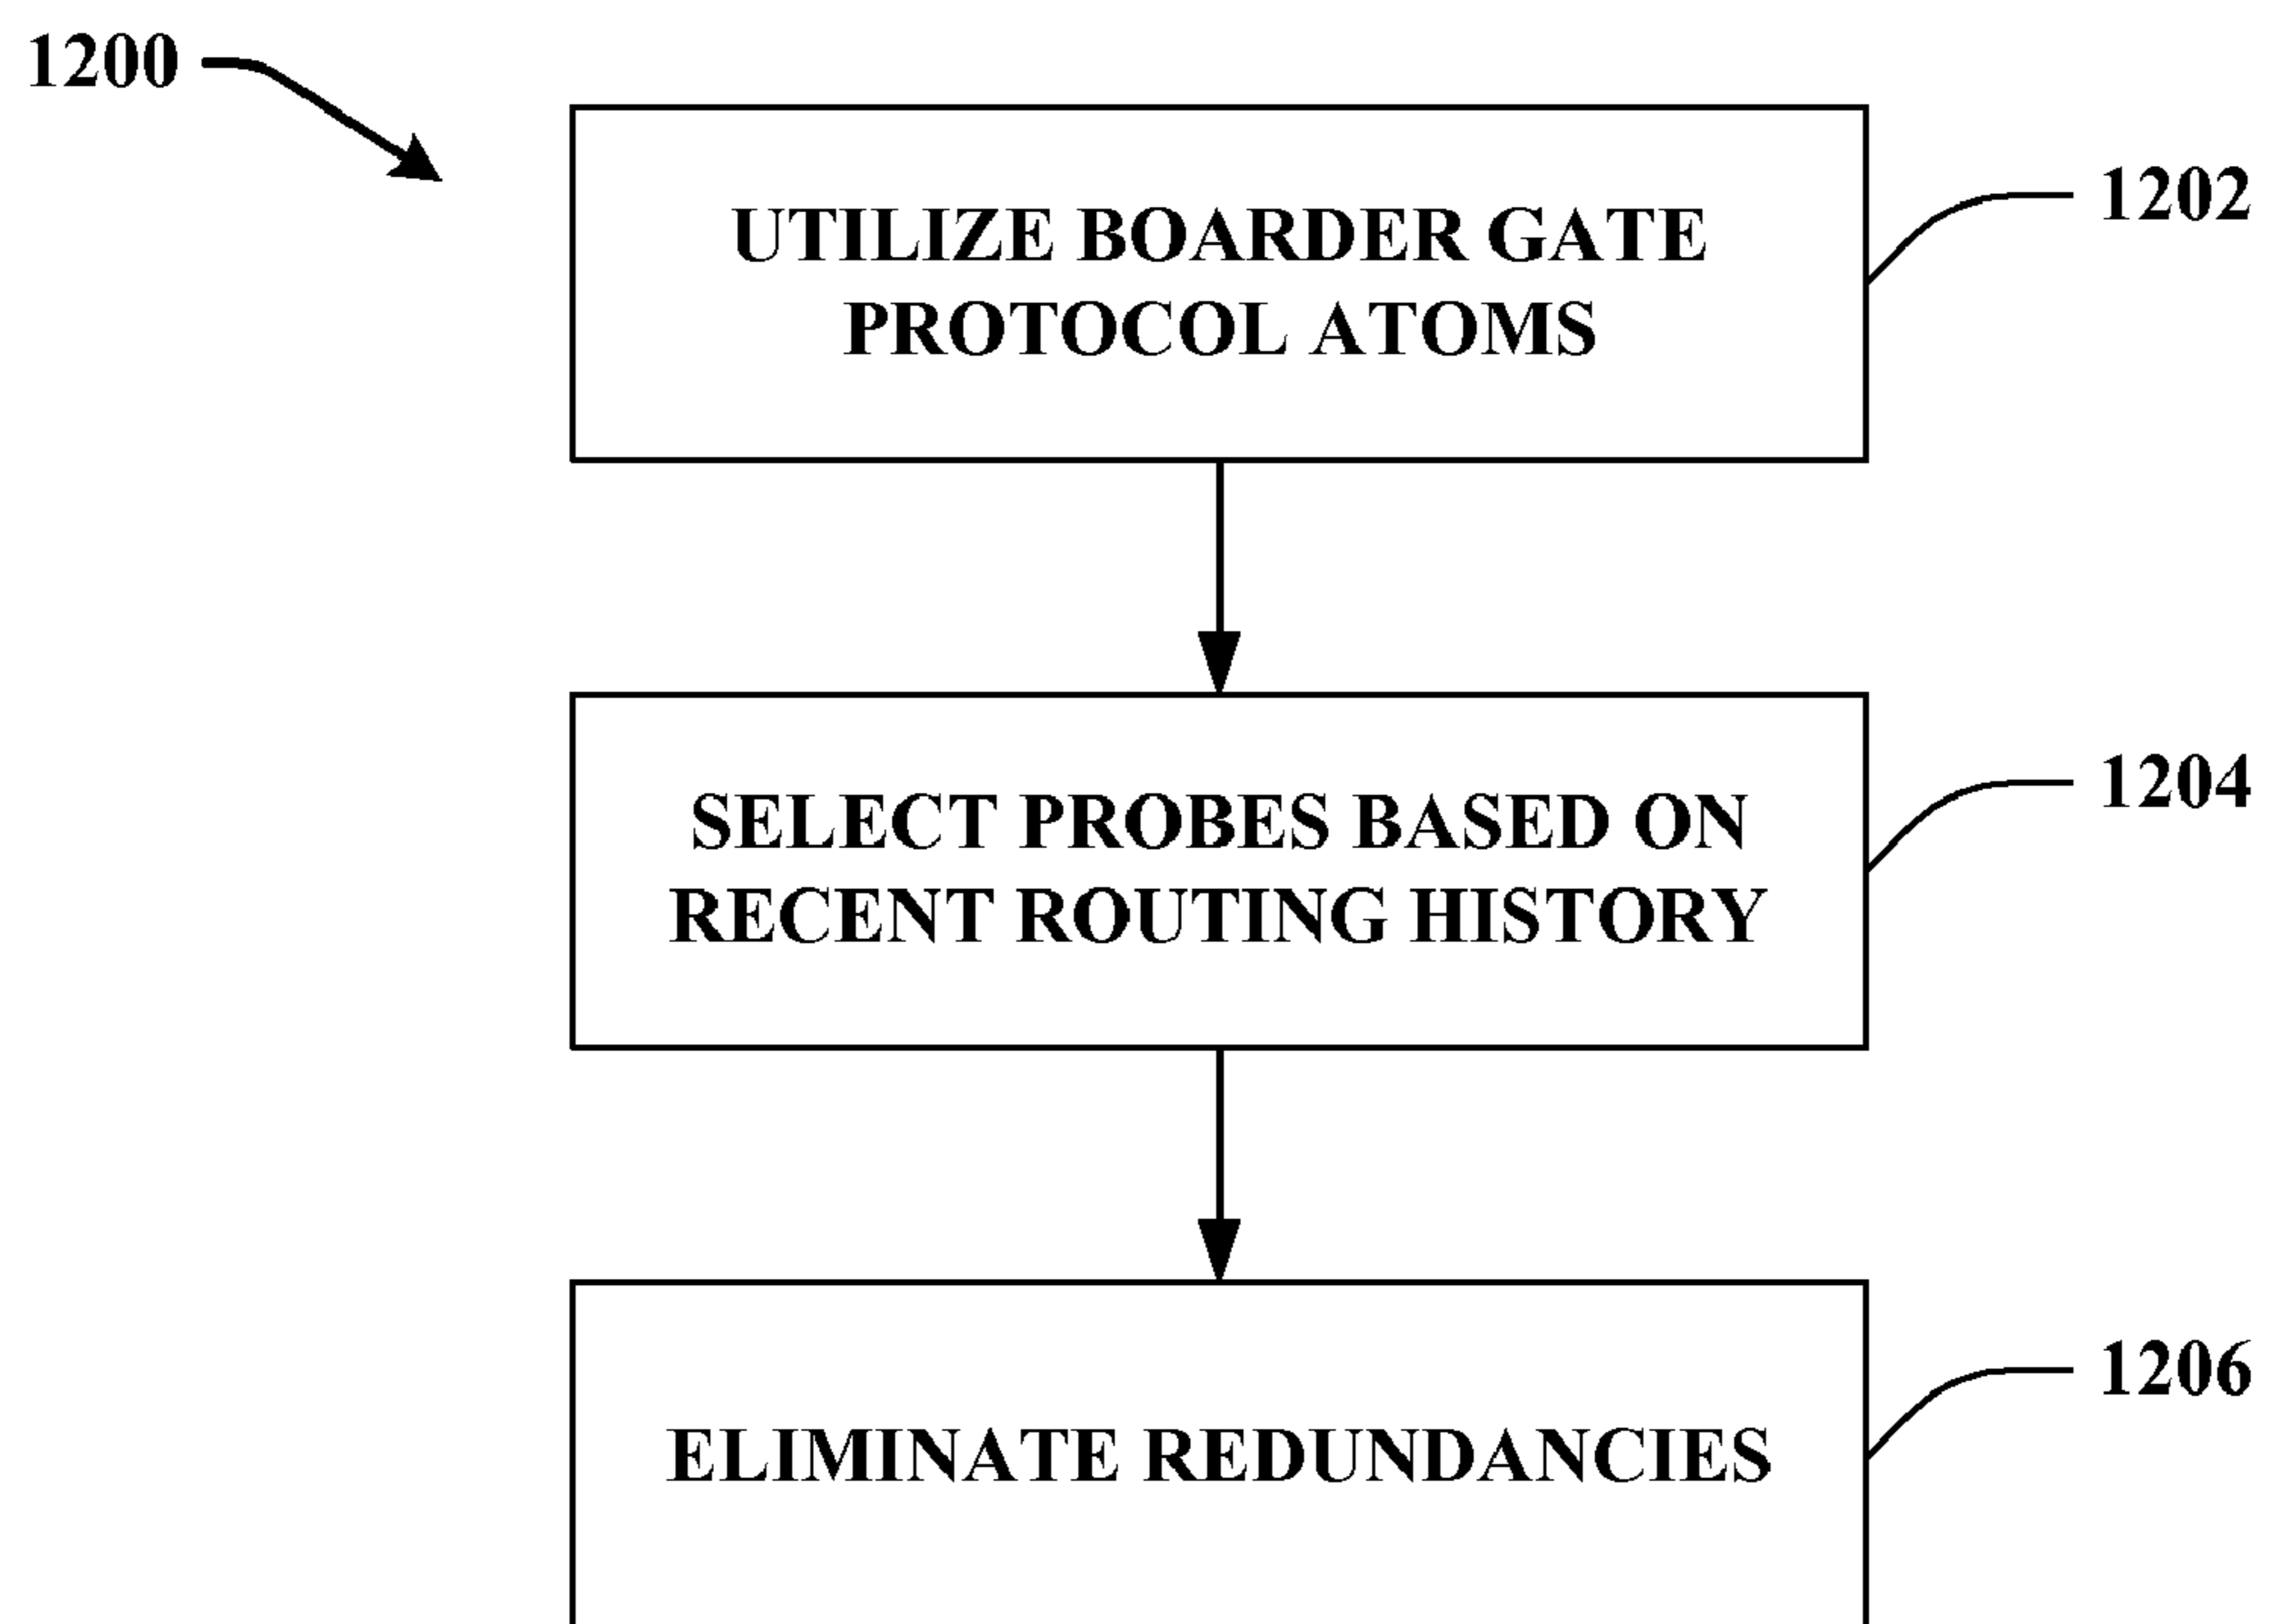 1200
UTILIZE BOARDER GATE
PROTOCOL ATOMS
1202
SELECT PROBES BASED ON
RECENT ROUTING HISTORY
1204
ELIMINATE REDUNDANCIES
1206